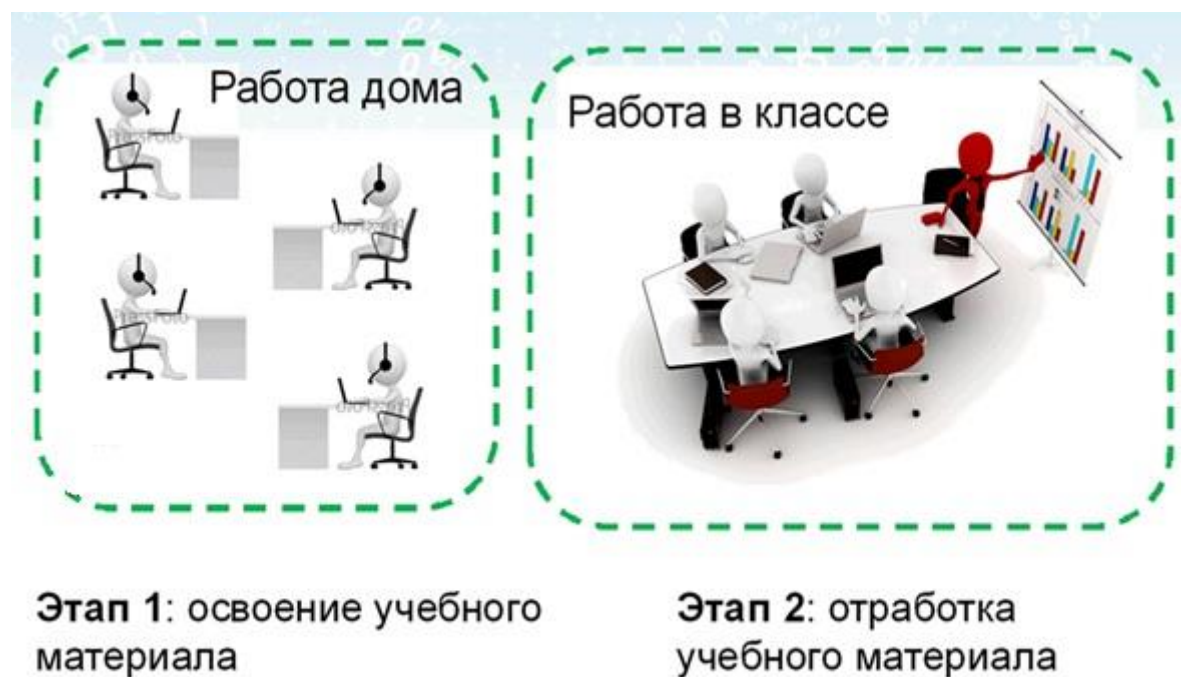 Работа дома
Работа в классе
Этап 1: освоение учебного
материала
Этап 2: отработка
учебного материала